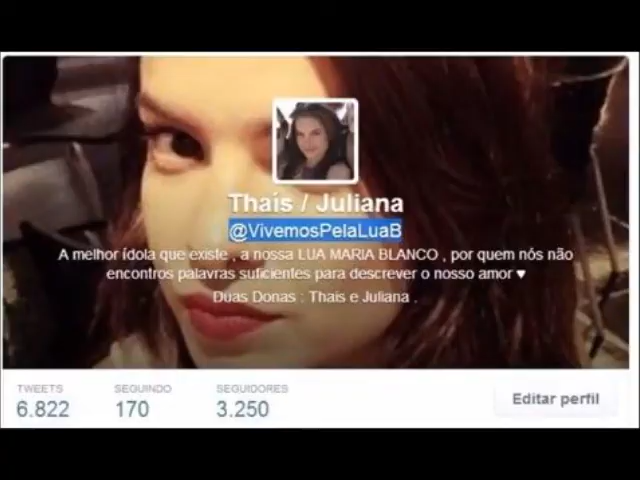 Thais / Juliana
@VivemosPelaLuaB
A melhor ídola que existe , a nossa LUA MARIA BLANCO , por quem nós não
encontros palavras suficientes para descrever o nosso amor ♥
Duas Donas : Thais e Juliana .
TWEETS SEGUINDO SEGUIDORES
6.822 170 3.250
Editar perfil